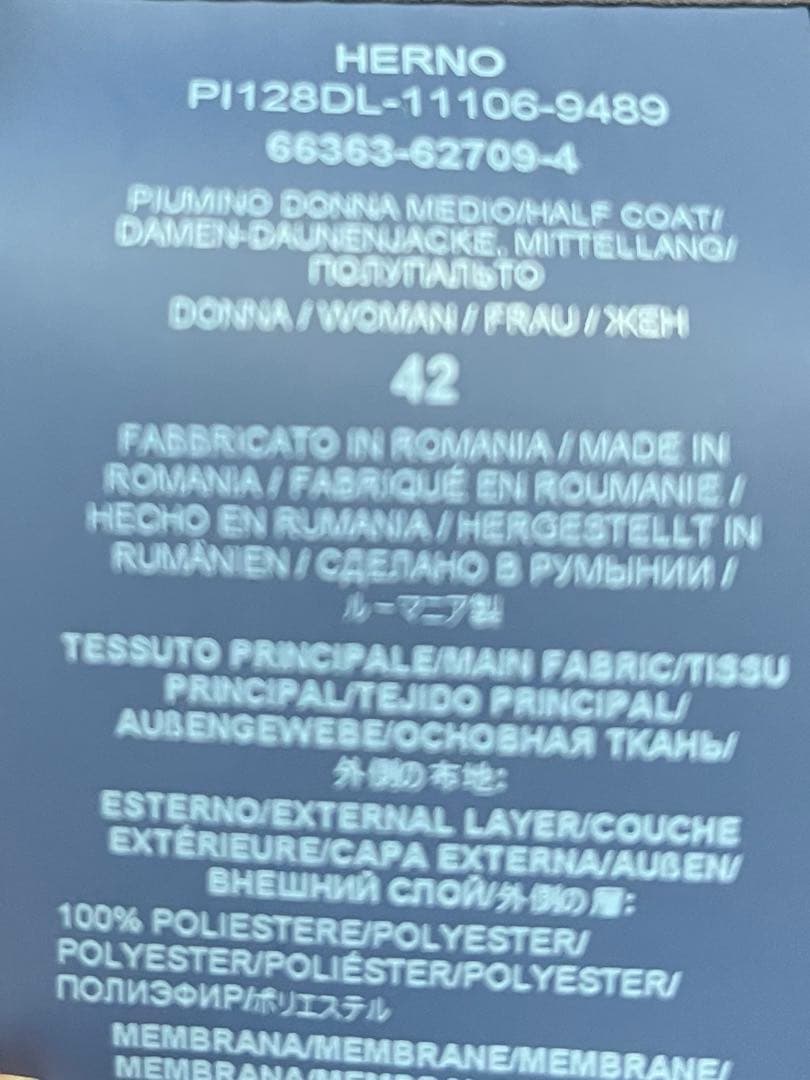 HERNO
PI128DL-11106-9489
66363-62709-4
PIUMINO DONNA MEDIO/HALF COAT/
DAMEN-DAUNENJACKE, MITTELLANG/
ПОЛУПАЛЬТО
DONNA / WOMAN / FRAU / ЖЕН
42
FABBRICATO IN ROMANIA / MADE IN
ROMANIA / FABRIQUÉ EN ROUMANIE /
HECHO EN RUMANIA / HERGESTELLT IN
RUMÄNIEN / СДЕЛАНО В РУМЫНИИ /
ルーマニア製
TESSUTO PRINCIPALE/MAIN FABRIC/TISSU
PRINCIPAL/TEJIDO PRINCIPAL/
AUßENGEWEBE/ОСНОВНАЯ ТКАНЬ/
外側の布地:
ESTERNO/EXTERNAL LAYER/COUCHE
EXTÉRIEURE/CAPA EXTERNA/AUßEN/
ВНЕШНИЙ СЛОЙ/外側の層:
100% POLIESTERE/POLYESTER/
POLYESTER/POLIÉSTER/POLYESTER/
ПОЛИЭФИР/ポリエステル
MEMBRANA/MEMBRANE/MEMBRANE/